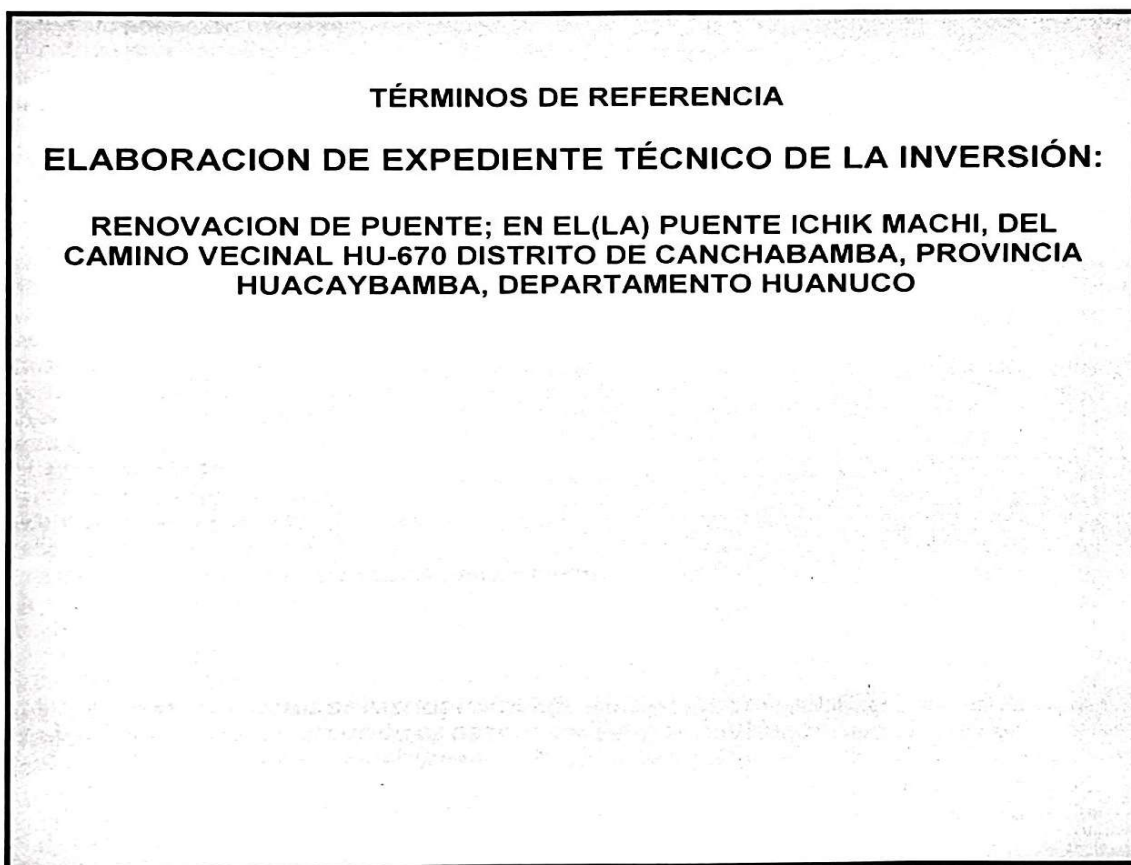 TÉRMINOS DE REFERENCIA
ELABORACION DE EXPEDIENTE TÉCNICO DE LA INVERSIÓN:
RENOVACION DE PUENTE; EN EL(LA) PUENTE ICHIK MACHI, DEL
CAMINO VECINAL HU-670 DISTRITO DE CANCHABAMBA, PROVINCIA
HUACAYBAMBA, DEPARTAMENTO HUANUCO